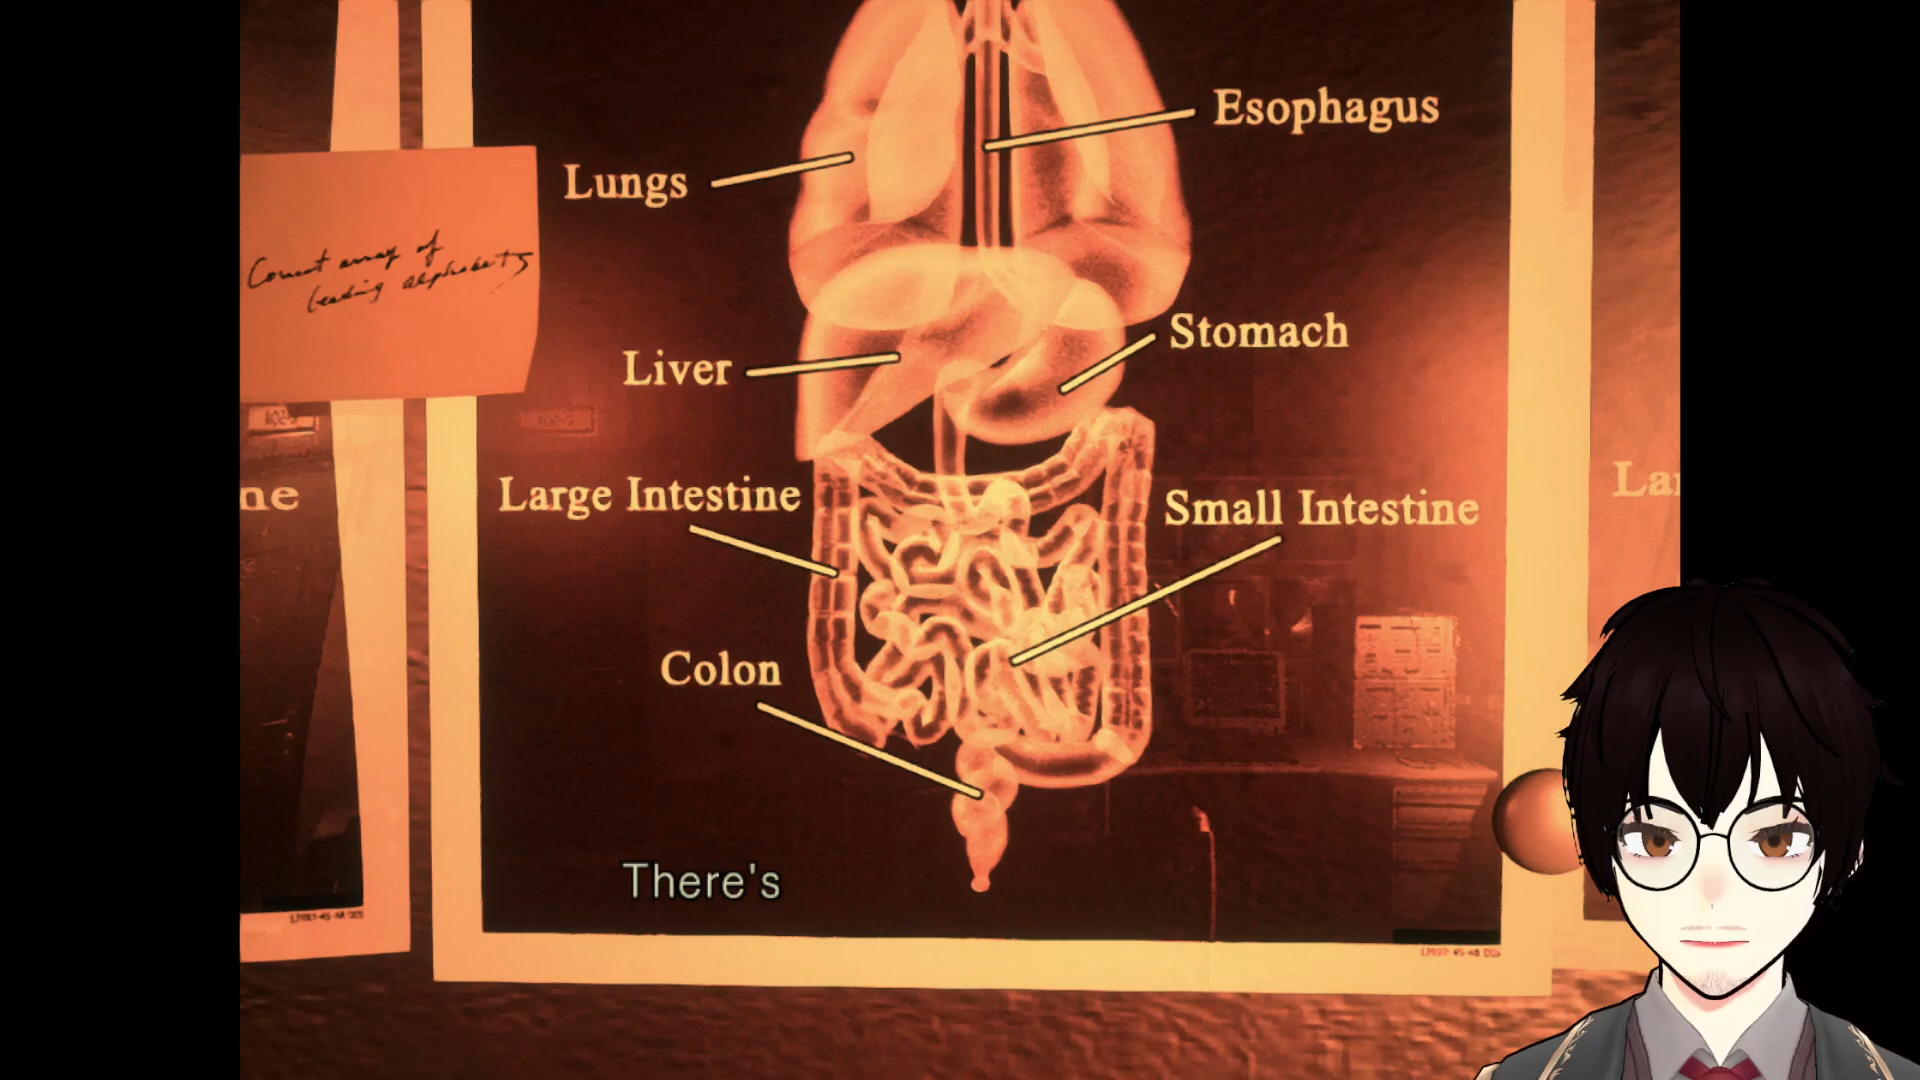 Esophagus
Lungs
Correct array of
leading alphabets
Stomach
Liver
Large Intestine
Small Intestine
ne
La
Colon
There's